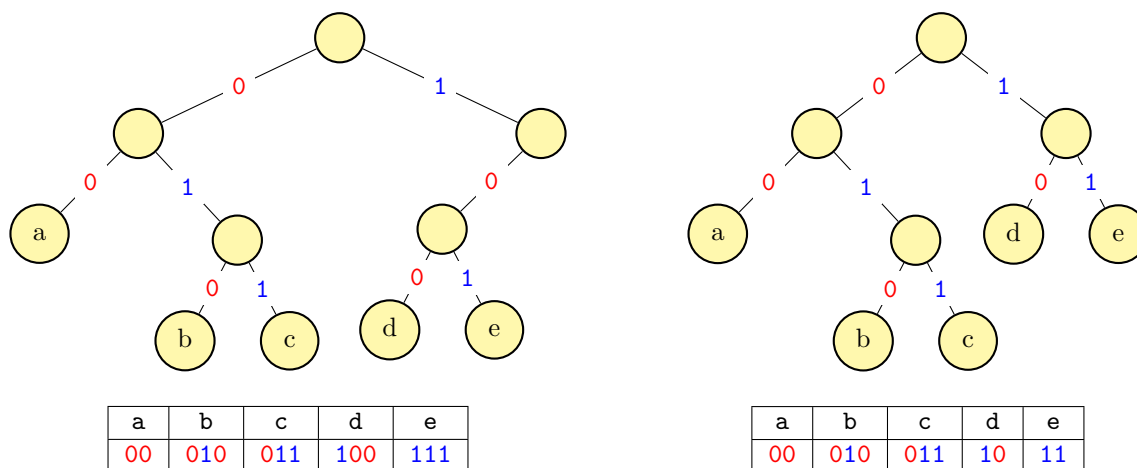 0 1
0 1 0
a
0 1 0 1
b c d e
a b c d e
00 010 011 100 111
0 1
0 1 0 1
a d e
0 1
b c
a b c d e
00 010 011 10 11